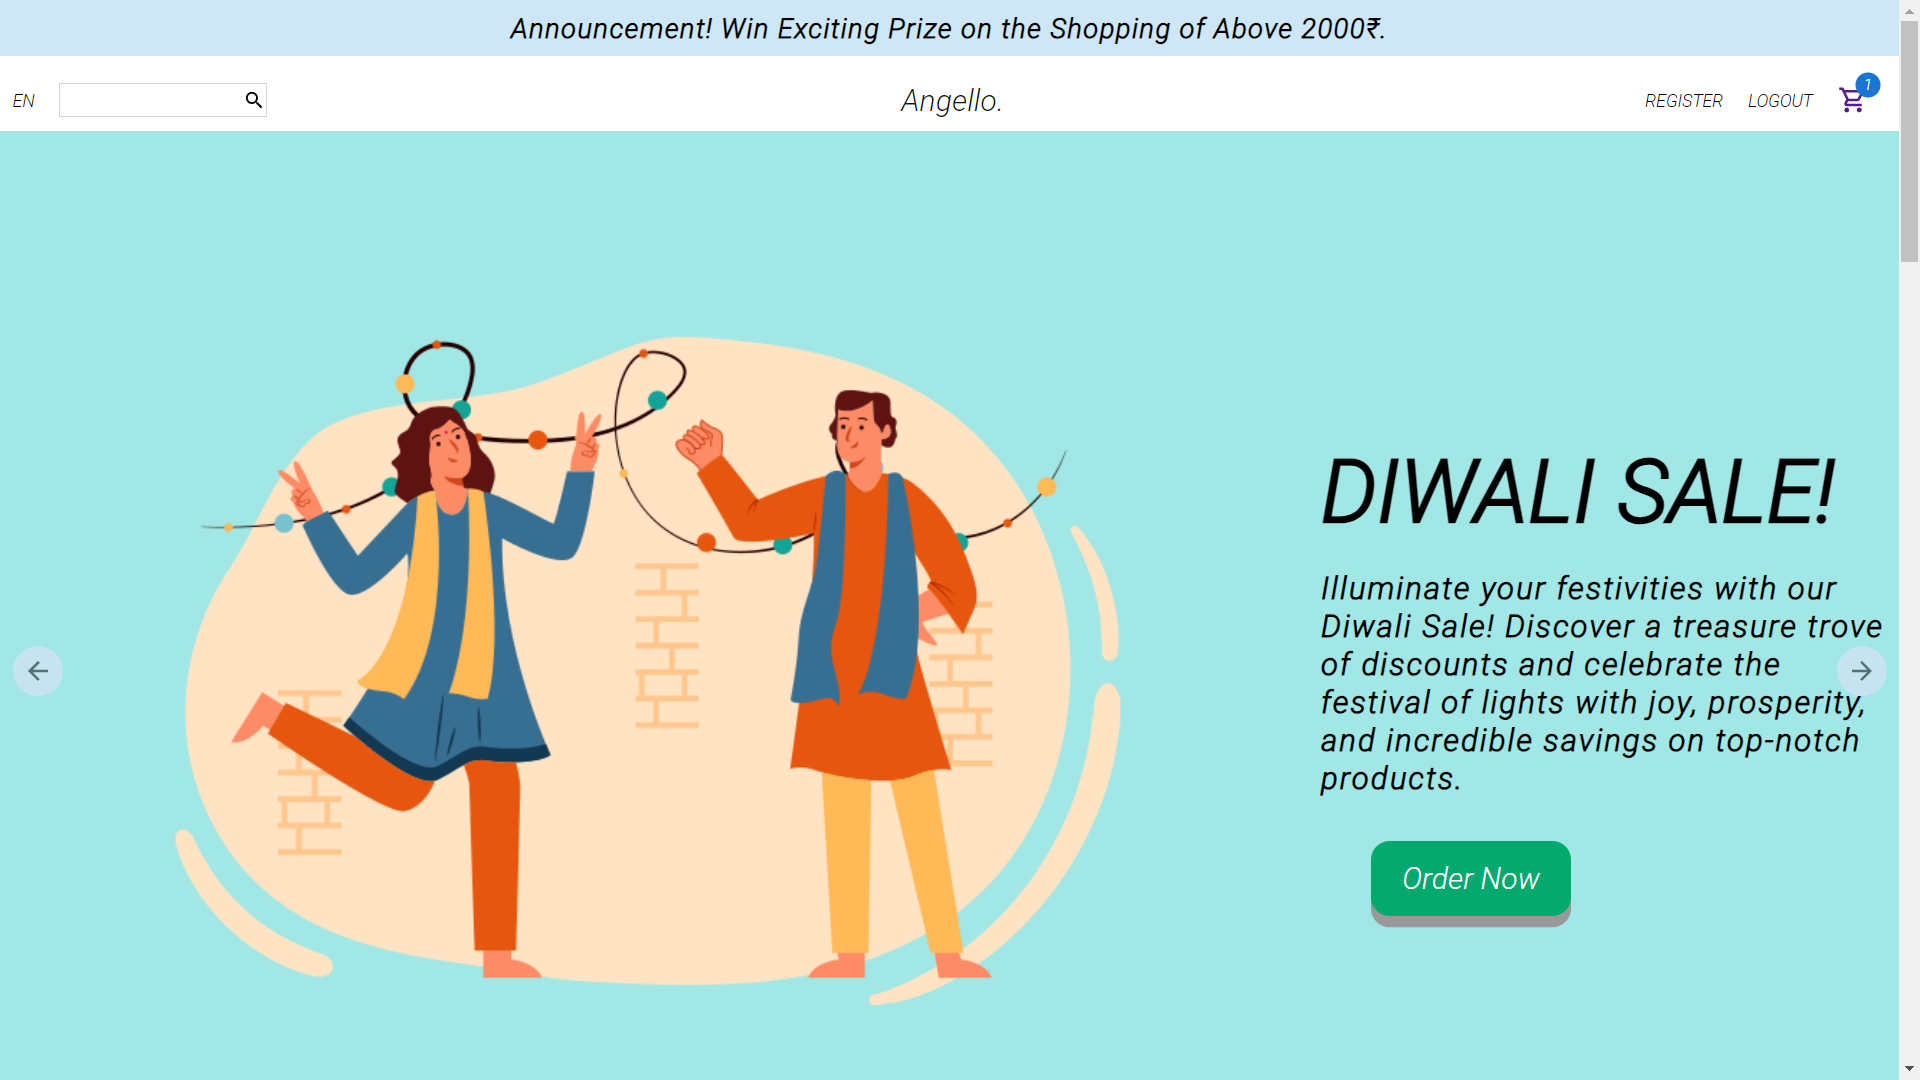 Announcement! Win Exciting Prize on the Shopping of Above 2000₹.
EN
Angello.
REGISTER
LOGOUT
1
DIWALI SALE!
Illuminate your festivities with our
Diwali Sale! Discover a treasure trove
of discounts and celebrate the
festival of lights with joy, prosperity,
and incredible savings on top-notch
products.
Order Now